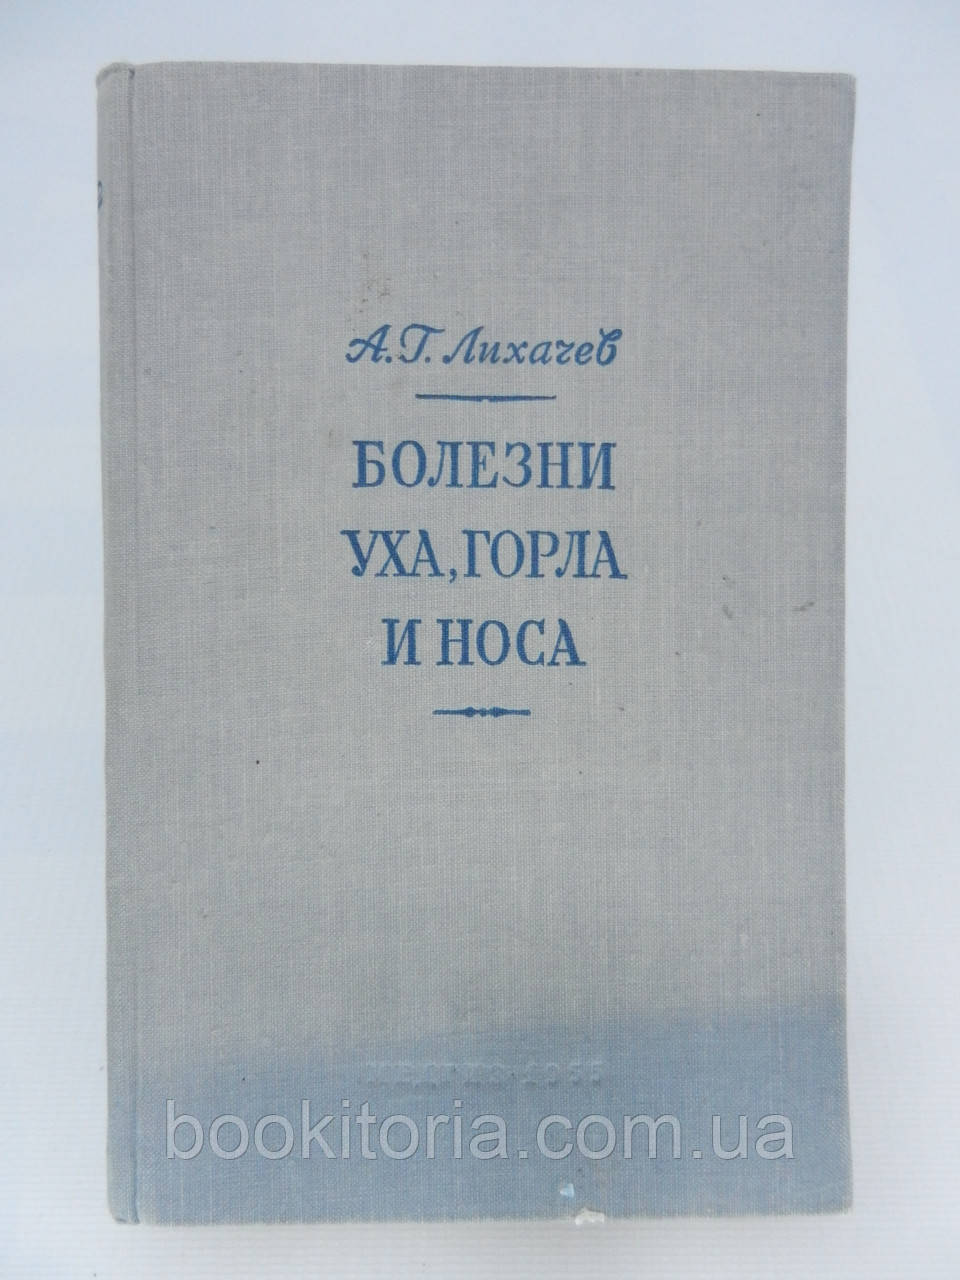 А.Г. Лихачев
БОЛЕЗНИ
УХА, ГОРЛА
И НОСА
bookitoria.com.ua